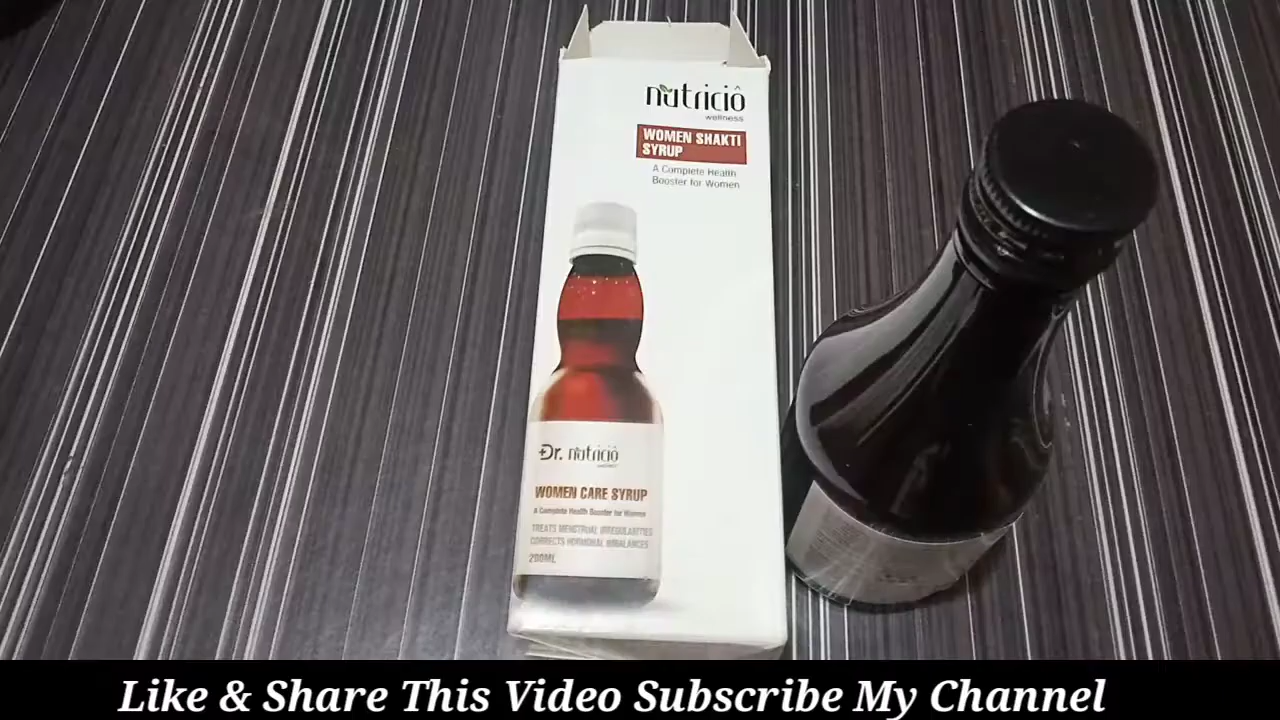 nutriciô
wellness
WOMEN SHAKTI
SYRUP
A Complete Health
Booster for Women
Dr. nutriciô
wellness
WOMEN CARE SYRUP
A Complete Health Booster for Women
TREATS MENSTRUAL IRREGULARITIES
CORRECTS HORMONAL IMBALANCES
200ML
Like & Share This Video Subscribe My Channel